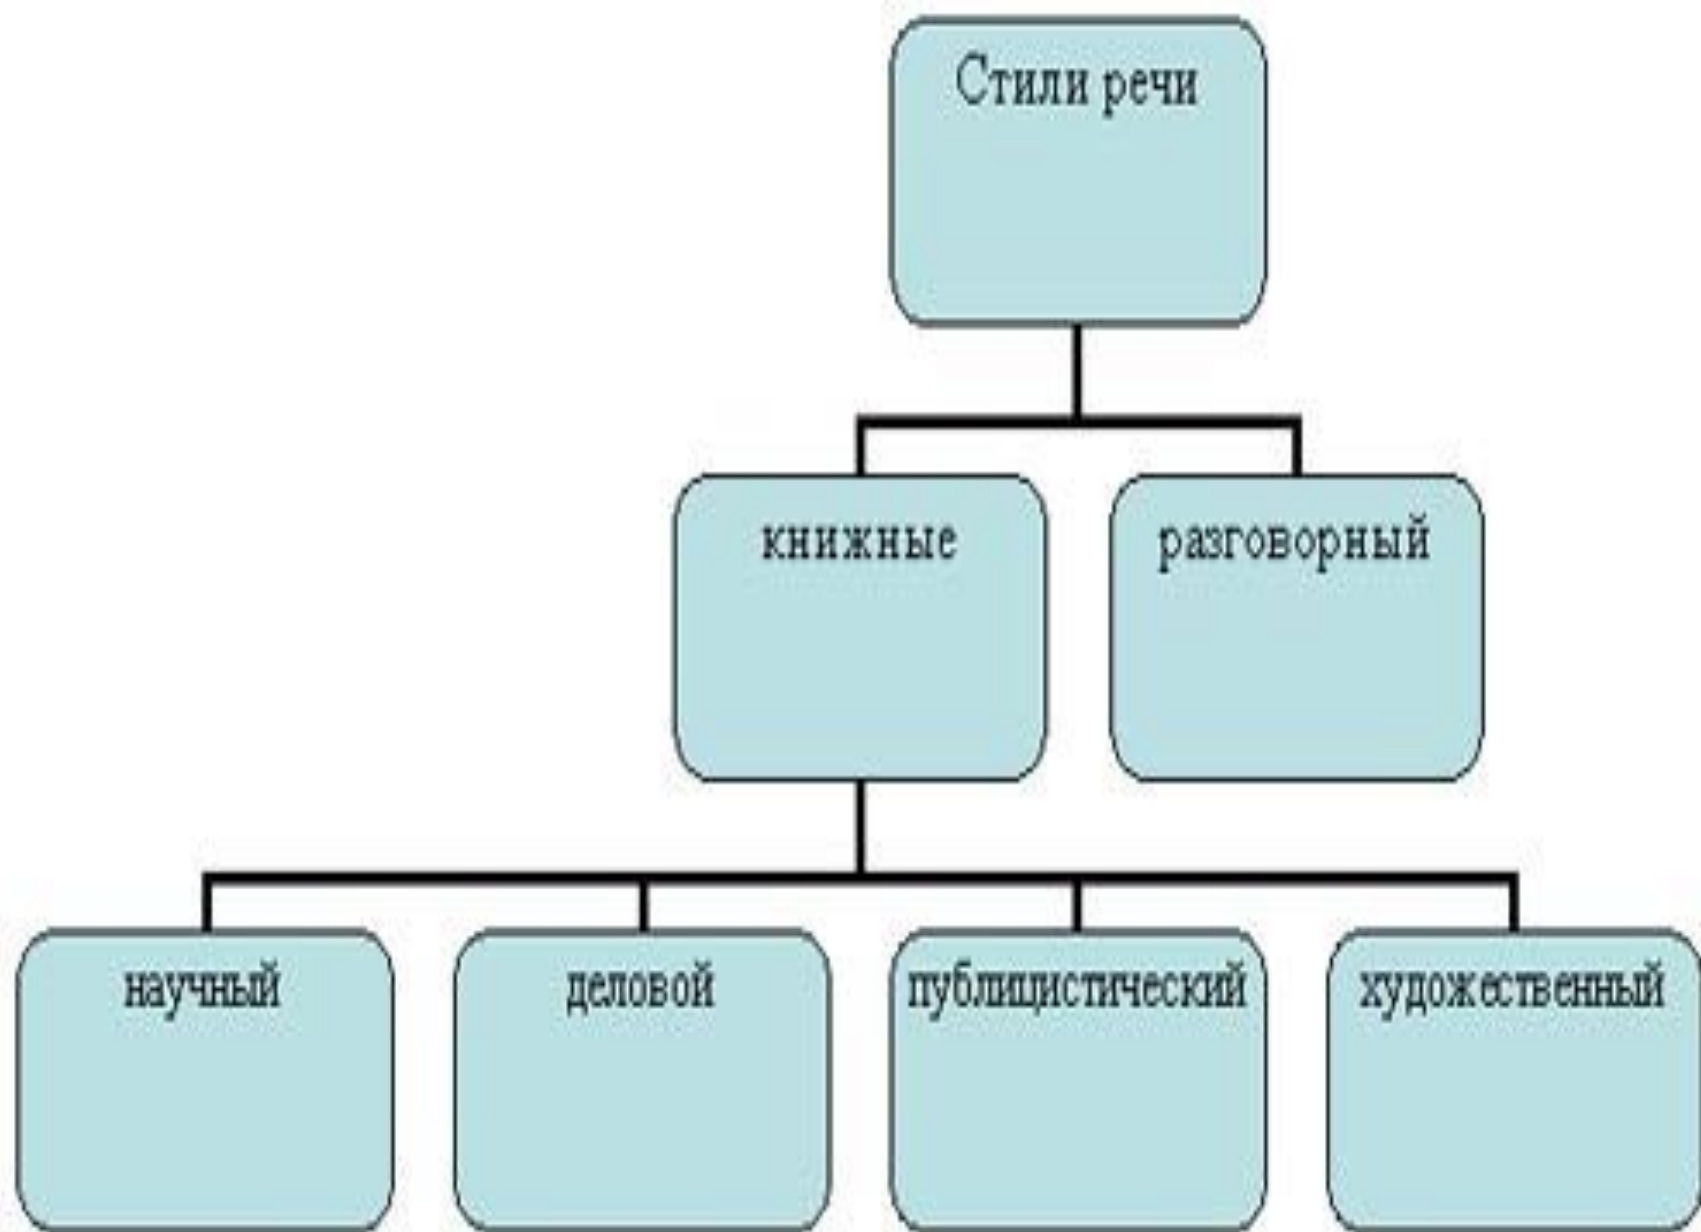 Стили речи
книжные
разговорный
научный
деловой
публицистический
художественный